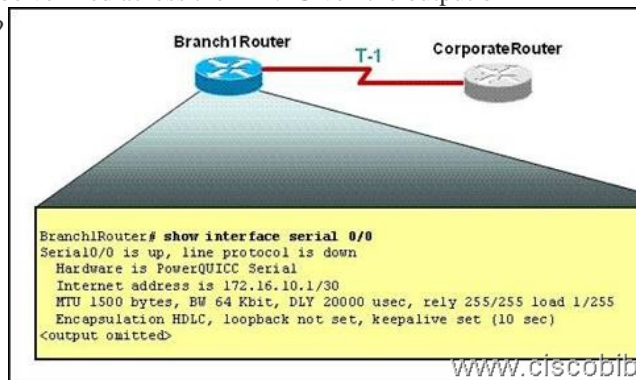 Branch1Router
T-1
CorporateRouter
Branch1Router# show interface serial 0/0
Serial0/0 is up, line protocol is down
Hardware is PowerQUICC Serial
Internet address is 172.16.10.1/30
MTU 1500 bytes, BW 64 Kbit, DLY 20000 usec, rely 255/255 load 1/255
Encapsulation HDLC, loopback not set, keepalive set (10 sec)
<output omitted>
www.ciscobib